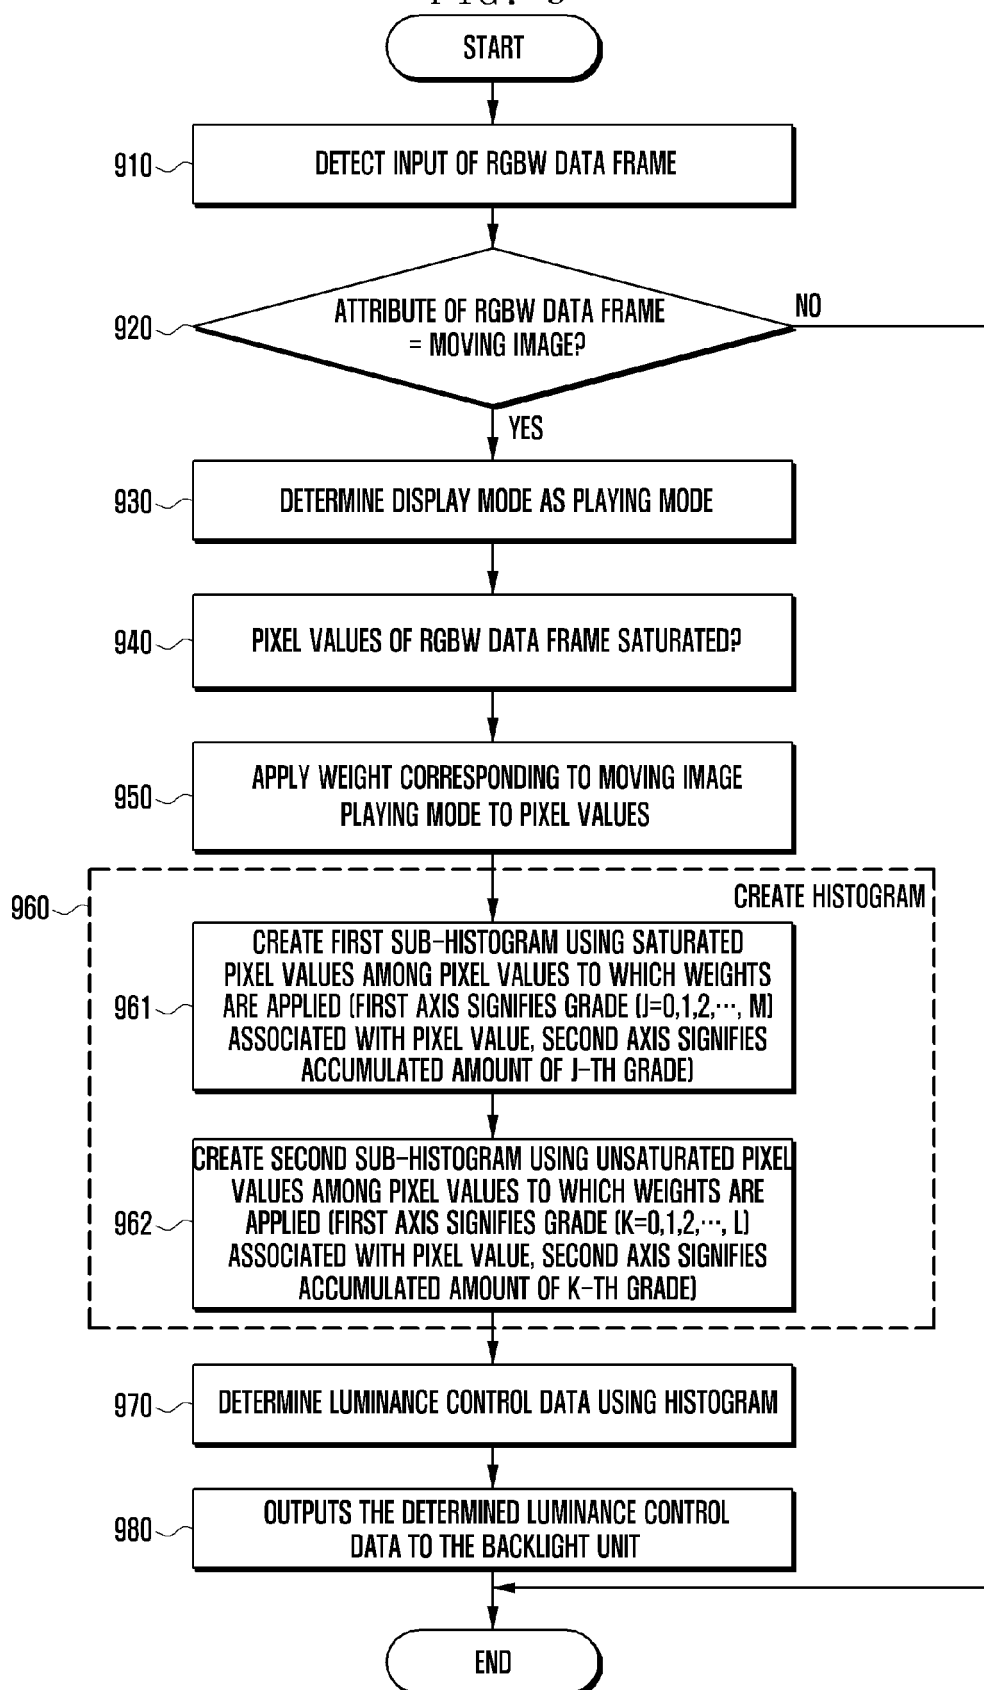 START
910
DETECT INPUT OF RGBW DATA FRAME
920
ATTRIBUTE OF RGBW DATA FRAME
= MOVING IMAGE?
NO
YES
930
DETERMINE DISPLAY MODE AS PLAYING MODE
940
PIXEL VALUES OF RGBW DATA FRAME SATURATED?
950
APPLY WEIGHT CORRESPONDING TO MOVING IMAGE
PLAYING MODE TO PIXEL VALUES
960
CREATE HISTOGRAM
961
CREATE FIRST SUB-HISTOGRAM USING SATURATED
PIXEL VALUES AMONG PIXEL VALUES TO WHICH WEIGHTS
ARE APPLIED (FIRST AXIS SIGNIFIES GRADE (J=0,1,2,···, M)
ASSOCIATED WITH PIXEL VALUE, SECOND AXIS SIGNIFIES
ACCUMULATED AMOUNT OF J-TH GRADE)
962
CREATE SECOND SUB-HISTOGRAM USING UNSATURATED PIXEL
VALUES AMONG PIXEL VALUES TO WHICH WEIGHTS ARE
APPLIED (FIRST AXIS SIGNIFIES GRADE (K=0,1,2,···, L)
ASSOCIATED WITH PIXEL VALUE, SECOND AXIS SIGNIFIES
ACCUMULATED AMOUNT OF K-TH GRADE)
970
DETERMINE LUMINANCE CONTROL DATA USING HISTOGRAM
980
OUTPUTS THE DETERMINED LUMINANCE CONTROL
DATA TO THE BACKLIGHT UNIT
END